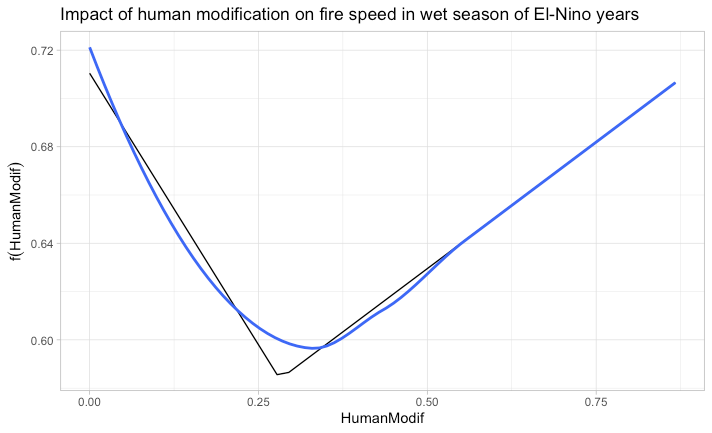 Impact of human modification on fire speed in wet season of El-Nino years
f(HumanModif)
0.72
0.68
0.64
0.60
0.00 0.25 0.50 0.75
HumanModif